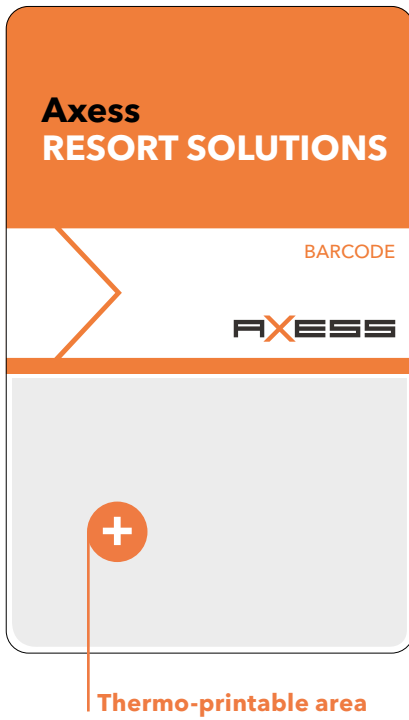 Axess
RESORT SOLUTIONS
BARCODE
AXESS
Thermo-printable area